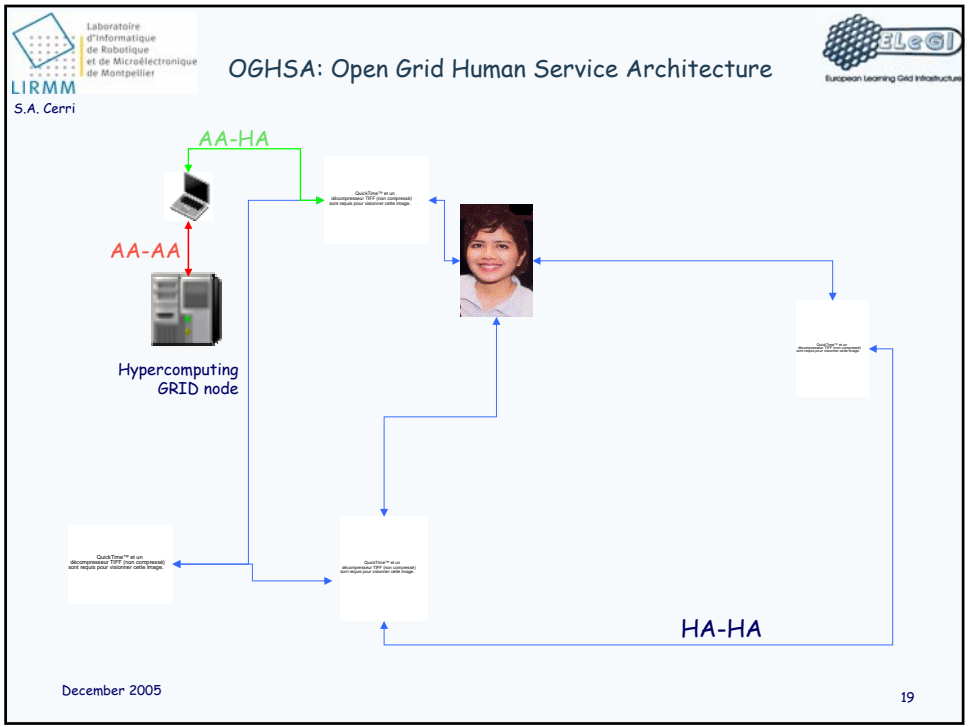 Laboratoire
d'Informatique
de Robotique
et de Microélectronique
de Montpellier
LIRMM
S.A. Cerri
OGHSA: Open Grid Human Service Architecture
ELeGI
European Learning Grid Infrastructure
AA-HA
QuickTime™ et un
décompresseur TIFF (non compressé)
sont requis pour visionner cette image.
AA-AA
Hypercomputing
GRID node
QuickTime™ et un
décompresseur TIFF (non compressé)
sont requis pour visionner cette image.
QuickTime™ et un
décompresseur TIFF (non compressé)
sont requis pour visionner cette image.
QuickTime™ et un
décompresseur TIFF (non compressé)
sont requis pour visionner cette image.
HA-HA
December 2005
19